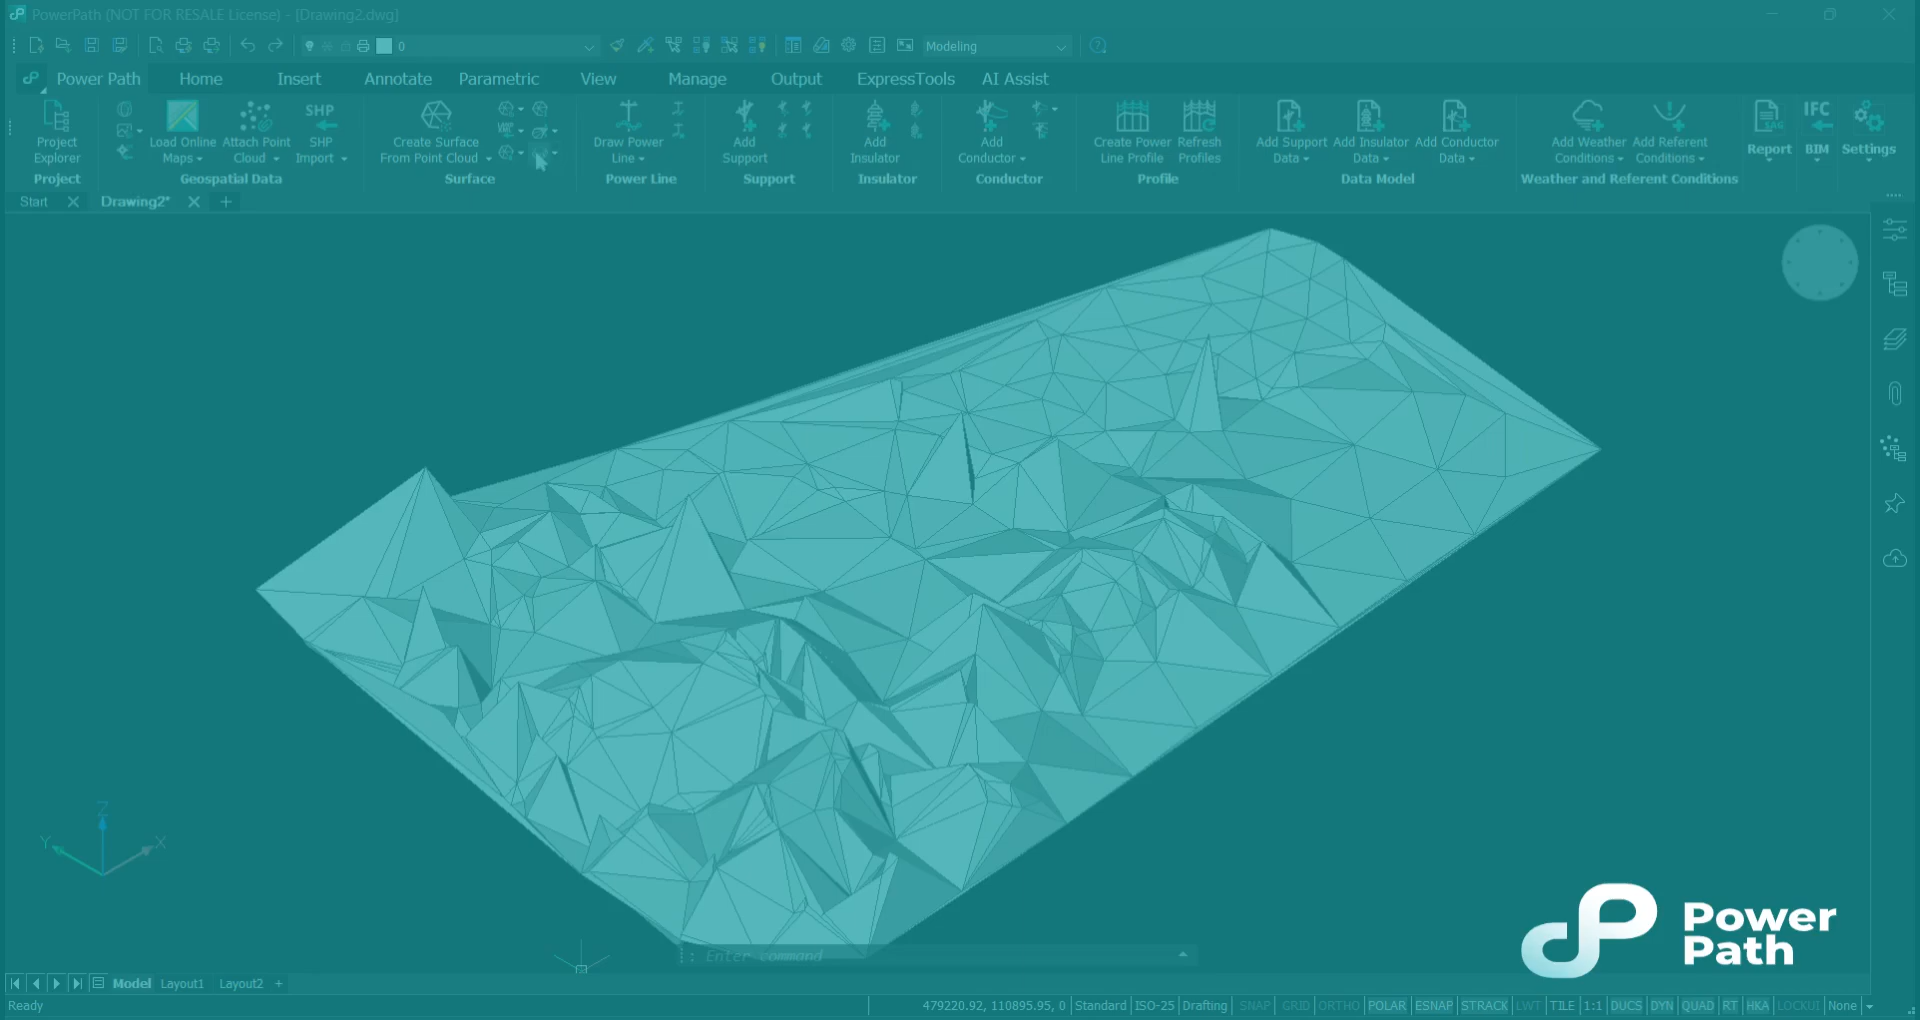 PowerPath (NOT FOR RESALE License) - [Drawing2.dwg]
0
Modeling
Power Path Home Insert Annotate Parametric View Manage Output ExpressTools AI Assist
SHP
VRML
SAG
IFC
Project Load Online Attach Point SHP Create Surface Draw Power Add Add Add Create Power Refresh Add Support Add Insulator Add Conductor Add Weather Add Referent
Report BIM Settings
Explorer Maps Cloud Import From Point Cloud Line Support Insulator Conductor Line Profile Profiles Data Data Data Conditions Conditions
Project Geospatial Data Surface Power Line Support Insulator Conductor Profile Data Model Weather and Referent Conditions
Start Drawing2* +
Z
Y X
Power
Path
: Enter command
Model Layout1 Layout2 +
Ready 479220.92, 110895.95, 0 Standard ISO-25 Drafting SNAP GRID ORTHO POLAR ESNAP STRACK LWT TILE 1:1 DUCS DYN QUAD RT HKA LOCKUI None